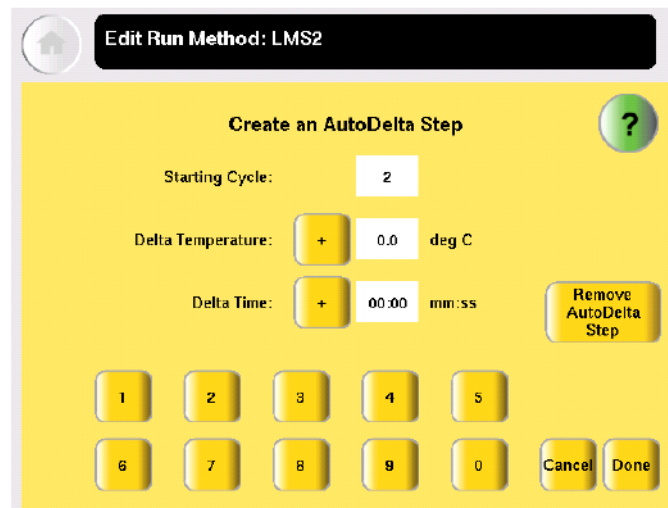 Edit Run Method: LMS2
Create an AutoDelta Step
?
Starting Cycle: 2
Delta Temperature: + 0.0 deg C
Delta Time: + 00:00 mm:ss
Remove
AutoDelta
Step
1 2 3 4 5
6 7 8 9 0
Cancel Done